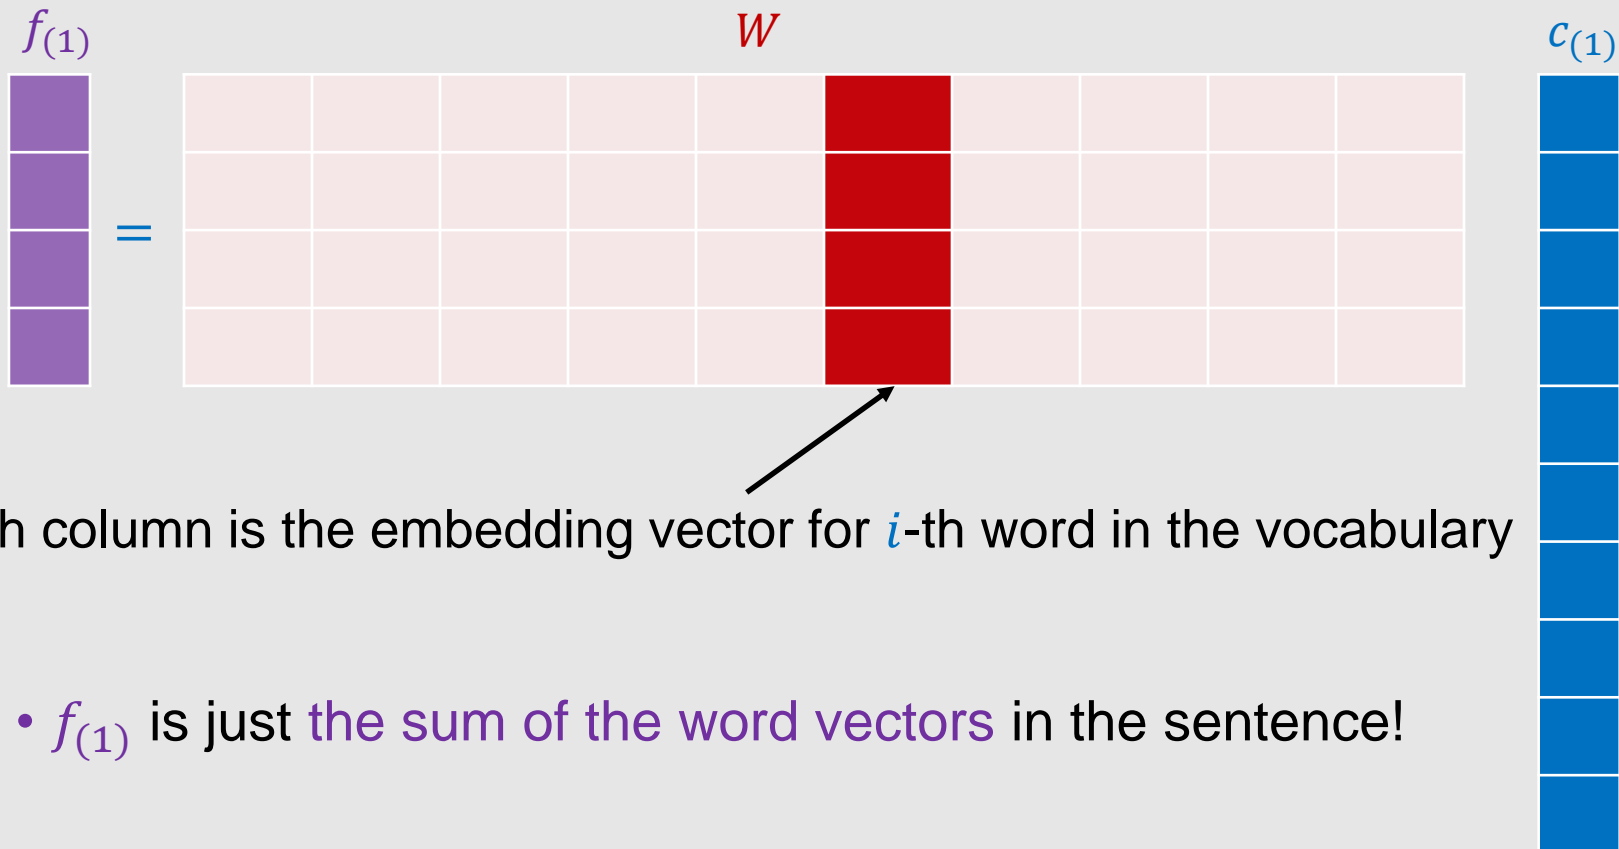 f(1) W c(1)
=
h column is the embedding vector for i-th word in the vocabulary
• f(1) is just the sum of the word vectors in the sentence!